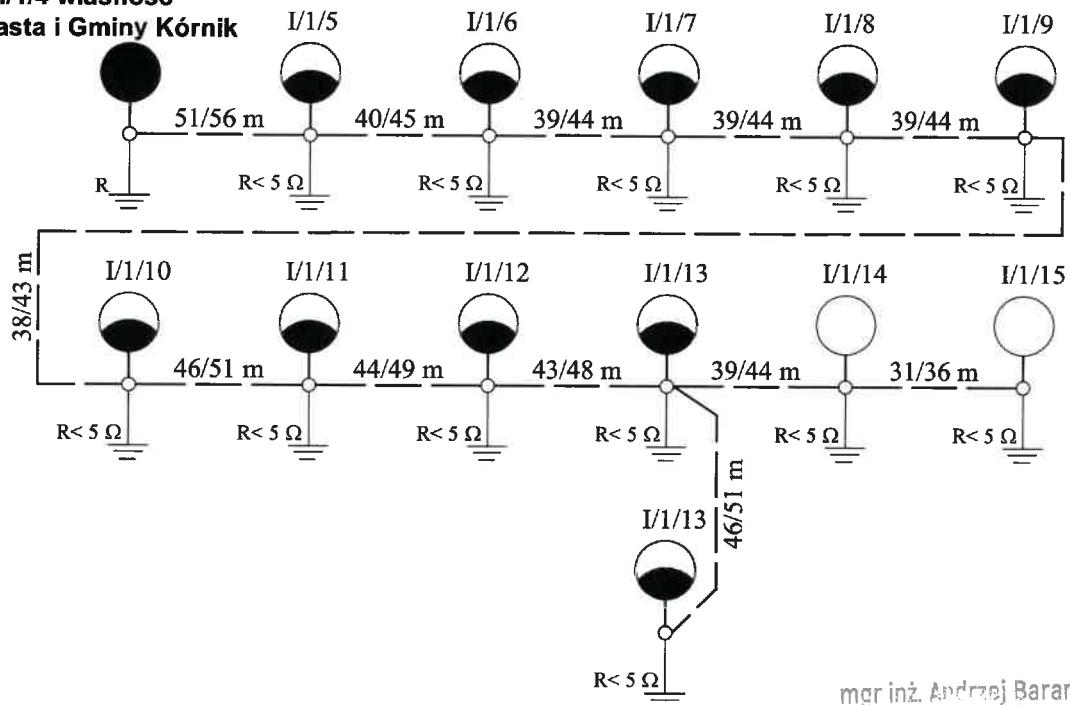 asta i Gminy Kórnik
I/1/5
I/1/6
I/1/7
I/1/8
I/1/9
51/56 m
40/45 m
39/44 m
39/44 m
39/44 m
R
R< 5 Ω
R< 5 Ω
R< 5 Ω
R< 5 Ω
R< 5 Ω
38/43 m
I/1/10
I/1/11
I/1/12
I/1/13
I/1/14
I/1/15
46/51 m
44/49 m
43/48 m
39/44 m
31/36 m
R< 5 Ω
R< 5 Ω
R< 5 Ω
R< 5 Ω
R< 5 Ω
R< 5 Ω
46/51 m
I/1/13
R< 5 Ω
mgr inż. Andrzej Baran